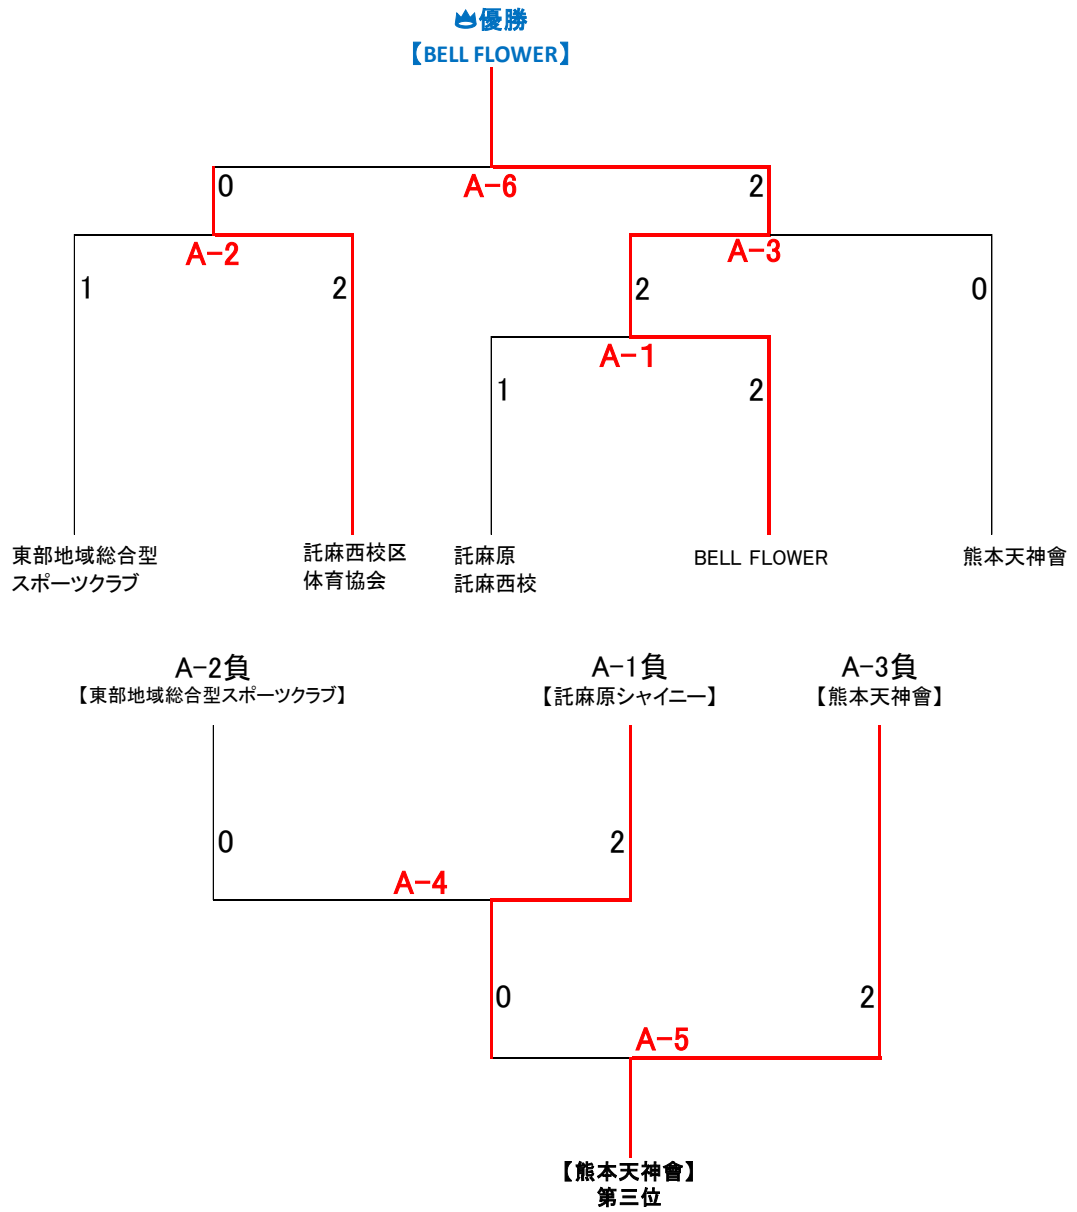 優勝
【BELL FLOWER】
0
A-6
2
A-2
A-3
1
2
2
0
A-1
1
2
東部地域総合型
スポーツクラブ
託麻西校区
体育協会
託麻原
託麻西校
BELL FLOWER
熊本天神會
A-2負
【東部地域総合型スポーツクラブ】
A-1負
【託麻原シャイニー】
A-3負
【熊本天神會】
0
2
A-4
0
2
A-5
【熊本天神會】
第三位